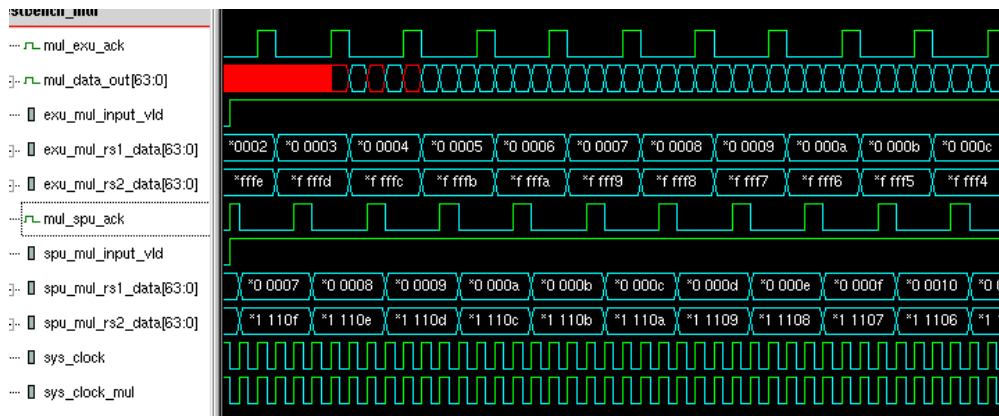 testbench_mul
mul_exu_ack
mul_data_out[63:0]
exu_mul_input_vld
exu_mul_rs1_data[63:0] *0002 *0 0003 *0 0004 *0 0005 *0 0006 *0 0007 *0 0008 *0 0009 *0 000a *0 000b *0 000c
exu_mul_rs2_data[63:0] *fffe *f fffd *f fffc *f fffb *f fffa *f fff9 *f fff8 *f fff7 *f fff6 *f fff5 *f fff4
mul_spu_ack
spu_mul_input_vld
spu_mul_rs1_data[63:0] *0 0007 *0 0008 *0 0009 *0 000a *0 000b *0 000c *0 000d *0 000e *0 000f *0 0010 *0
spu_mul_rs2_data[63:0] *1 110f *1 110e *1 110d *1 110c *1 110b *1 110a *1 1109 *1 1108 *1 1107 *1 1106 *1
sys_clock
sys_clock_mul